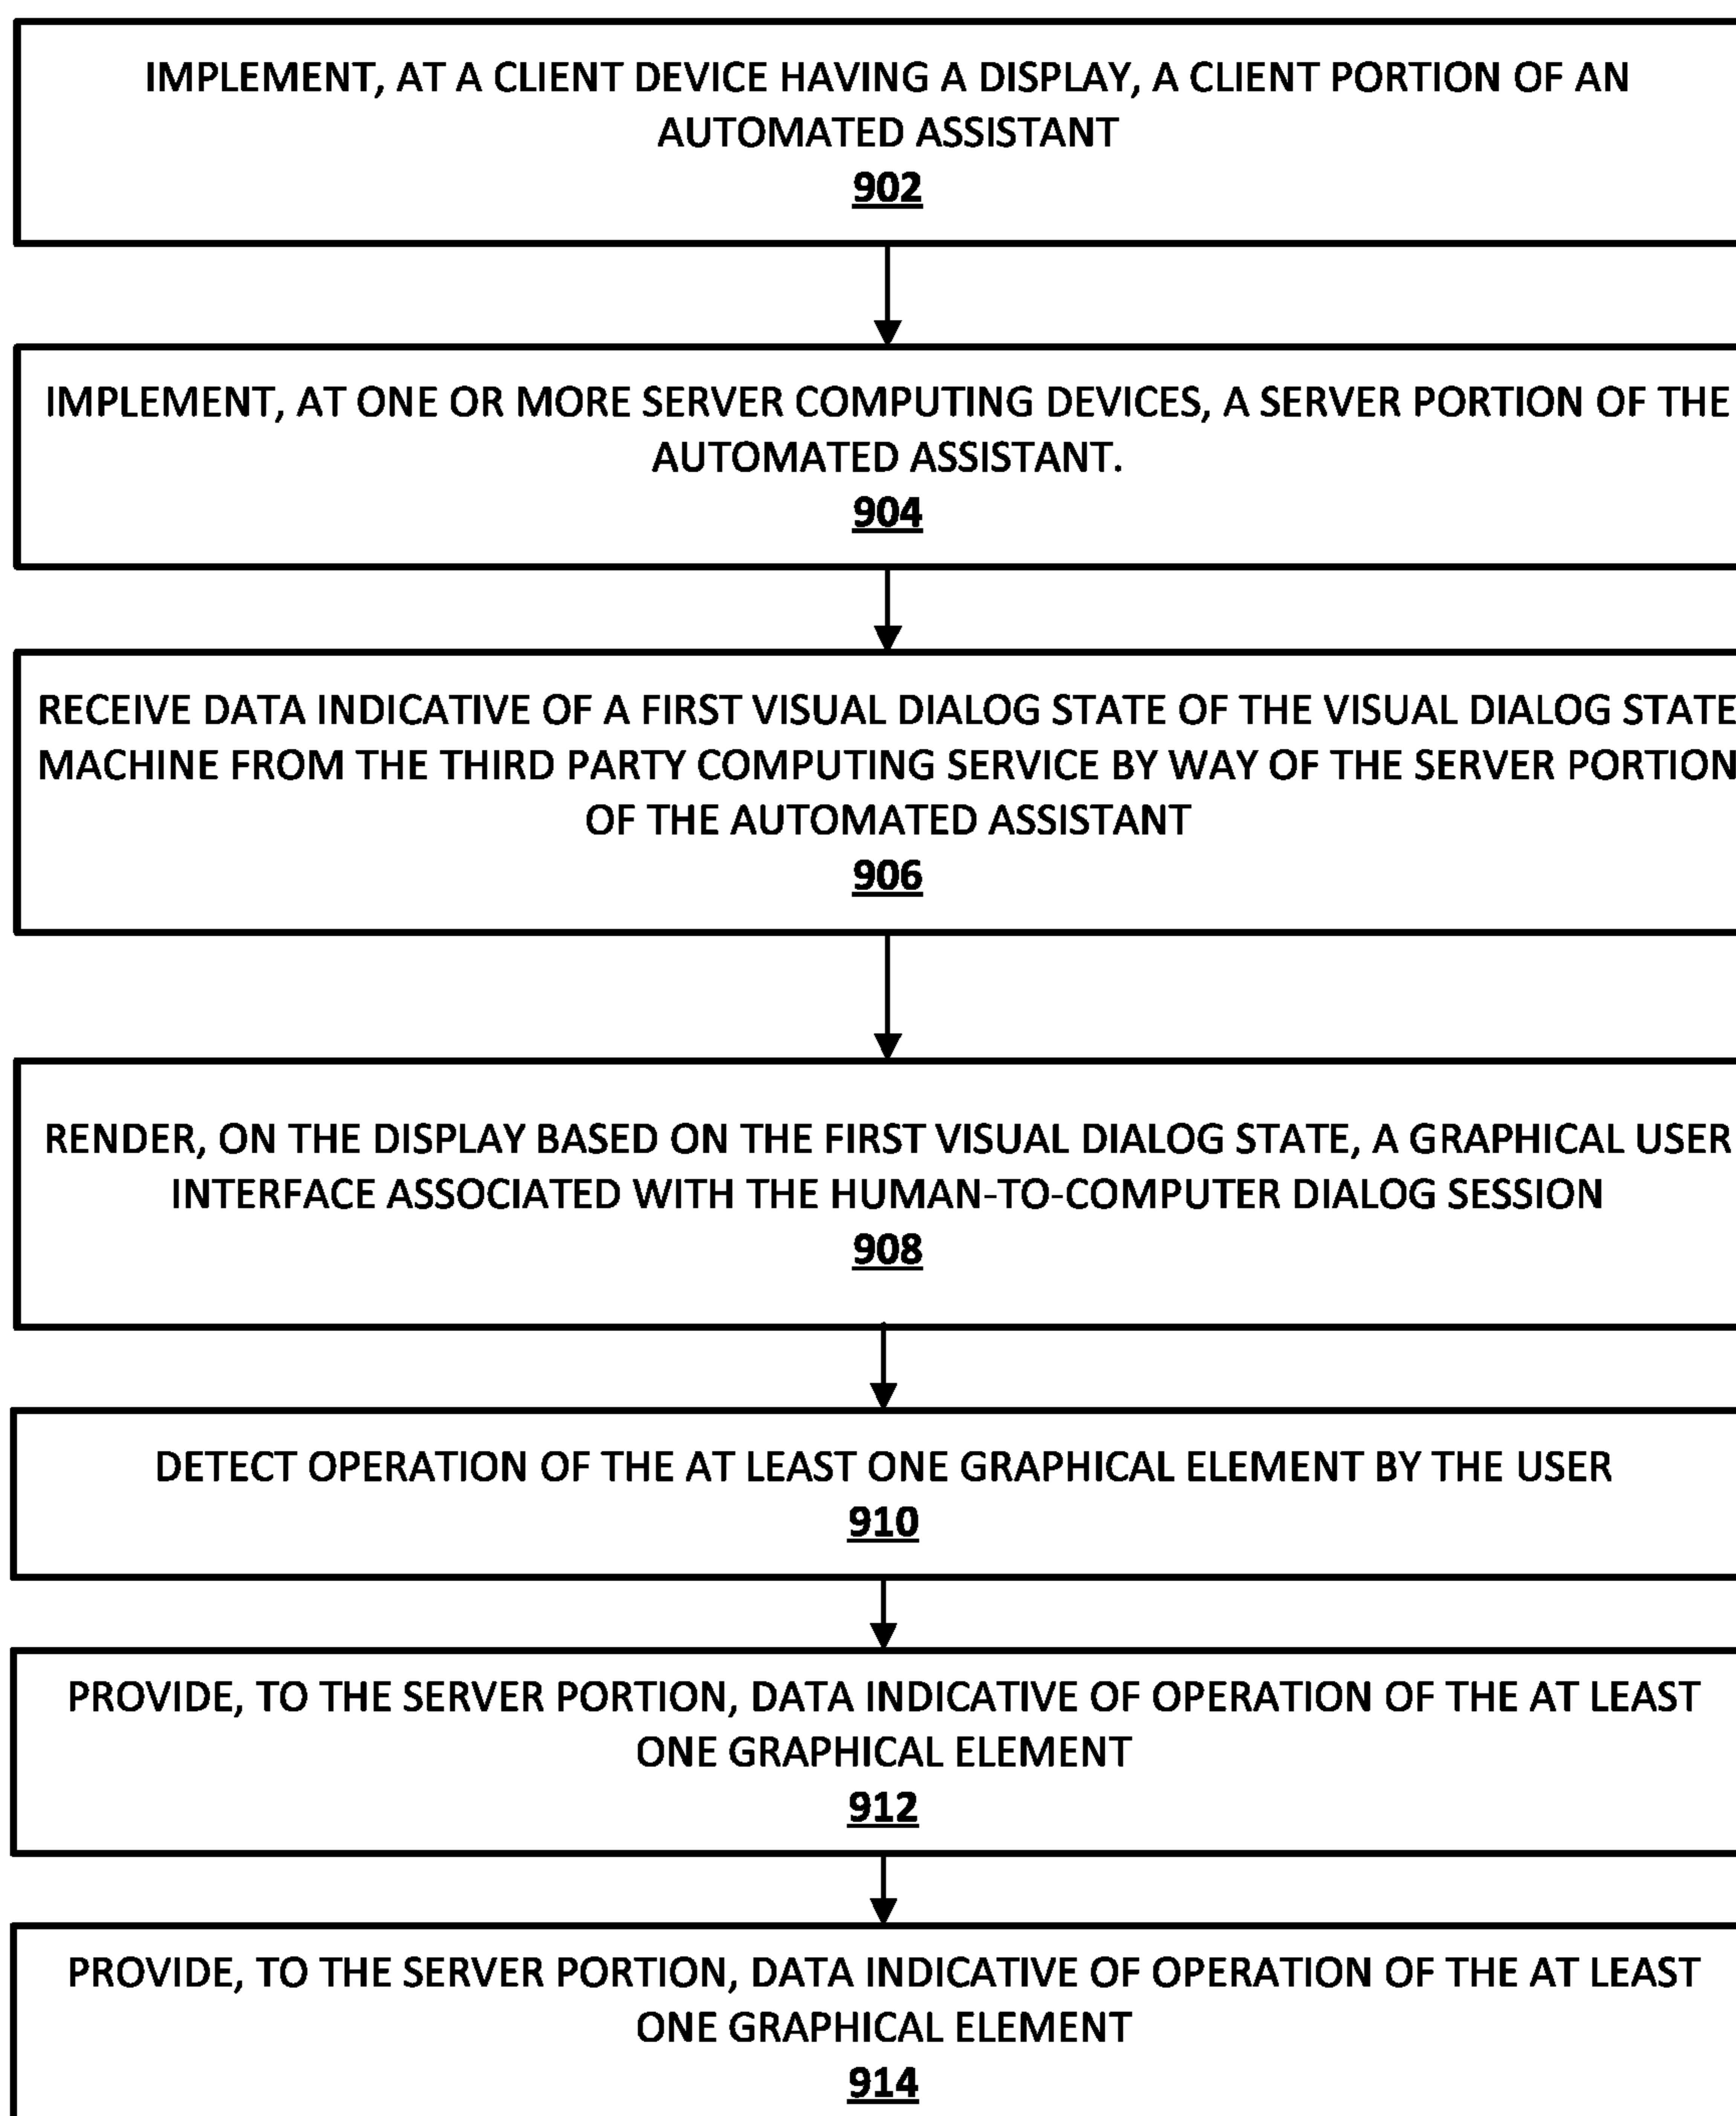 IMPLEMENT, AT A CLIENT DEVICE HAVING A DISPLAY, A CLIENT PORTION OF AN
AUTOMATED ASSISTANT
902
IMPLEMENT, AT ONE OR MORE SERVER COMPUTING DEVICES, A SERVER PORTION OF THE
AUTOMATED ASSISTANT.
904
RECEIVE DATA INDICATIVE OF A FIRST VISUAL DIALOG STATE OF THE VISUAL DIALOG STATE
MACHINE FROM THE THIRD PARTY COMPUTING SERVICE BY WAY OF THE SERVER PORTION
OF THE AUTOMATED ASSISTANT
906
RENDER, ON THE DISPLAY BASED ON THE FIRST VISUAL DIALOG STATE, A GRAPHICAL USER
INTERFACE ASSOCIATED WITH THE HUMAN-TO-COMPUTER DIALOG SESSION
908
DETECT OPERATION OF THE AT LEAST ONE GRAPHICAL ELEMENT BY THE USER
910
PROVIDE, TO THE SERVER PORTION, DATA INDICATIVE OF OPERATION OF THE AT LEAST
ONE GRAPHICAL ELEMENT
912
PROVIDE, TO THE SERVER PORTION, DATA INDICATIVE OF OPERATION OF THE AT LEAST
ONE GRAPHICAL ELEMENT
914